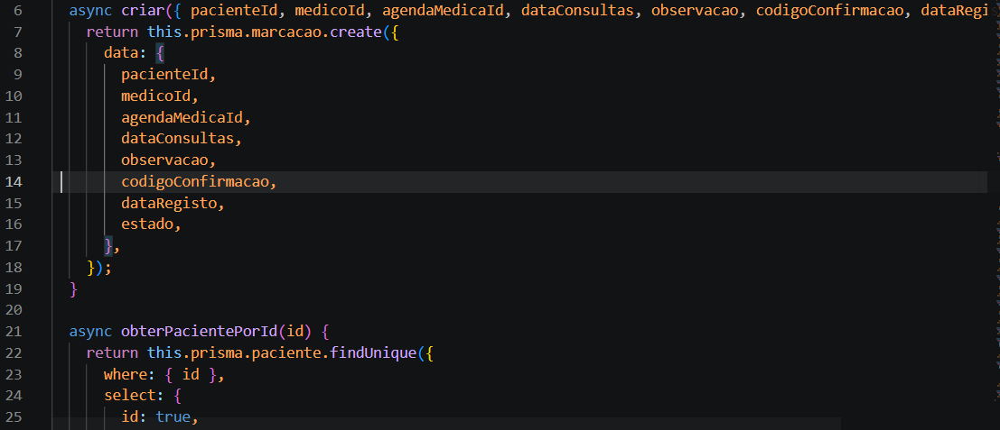 6 async criar({ pacienteId, medicoId, agendaMedicaId, dataConsultas, observacao, codigoConfirmacao, dataRegi
7 return this.prisma.marcacao.create({
8 data: {
9 pacienteId,
10 medicoId,
11 agendaMedicaId,
12 dataConsultas,
13 observacao,
14 codigoConfirmacao,
15 dataRegisto,
16 estado,
17 },
18 });
19 }
20
21 async obterPacientePorId(id) {
22 return this.prisma.paciente.findUnique({
23 where: { id },
24 select: {
25 id: true,